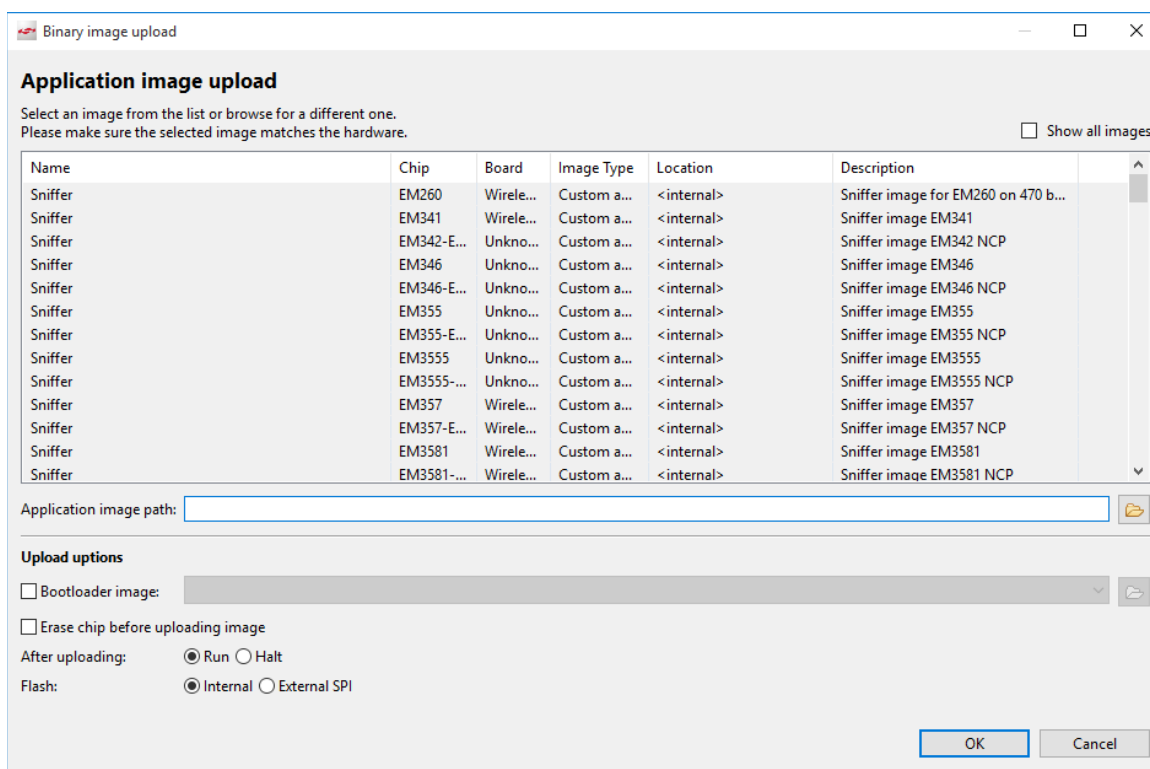 Binary image upload
Application image upload
Select an image from the list or browse for a different one.
Please make sure the selected image matches the hardware.
Show all images
Name Chip Board Image Type Location Description
Sniffer EM260 Wirele... Custom a... <internal> Sniffer image for EM260 on 470 b...
Sniffer EM341 Wirele... Custom a... <internal> Sniffer image EM341
Sniffer EM342-E... Unkno... Custom a... <internal> Sniffer image EM342 NCP
Sniffer EM346 Unkno... Custom a... <internal> Sniffer image EM346
Sniffer EM346-E... Unkno... Custom a... <internal> Sniffer image EM346 NCP
Sniffer EM355 Unkno... Custom a... <internal> Sniffer image EM355
Sniffer EM355-E... Unkno... Custom a... <internal> Sniffer image EM355 NCP
Sniffer EM3555 Unkno... Custom a... <internal> Sniffer image EM3555
Sniffer EM3555-... Unkno... Custom a... <internal> Sniffer image EM3555 NCP
Sniffer EM357 Wirele... Custom a... <internal> Sniffer image EM357
Sniffer EM357-E... Wirele... Custom a... <internal> Sniffer image EM357 NCP
Sniffer EM3581 Wirele... Custom a... <internal> Sniffer image EM3581
Sniffer EM3581-... Wirele... Custom a... <internal> Sniffer image EM3581 NCP
Application image path:
Upload uptions
Bootloader image:
Erase chip before uploading image
After uploading: Run Halt
Flash: Internal External SPI
OK Cancel